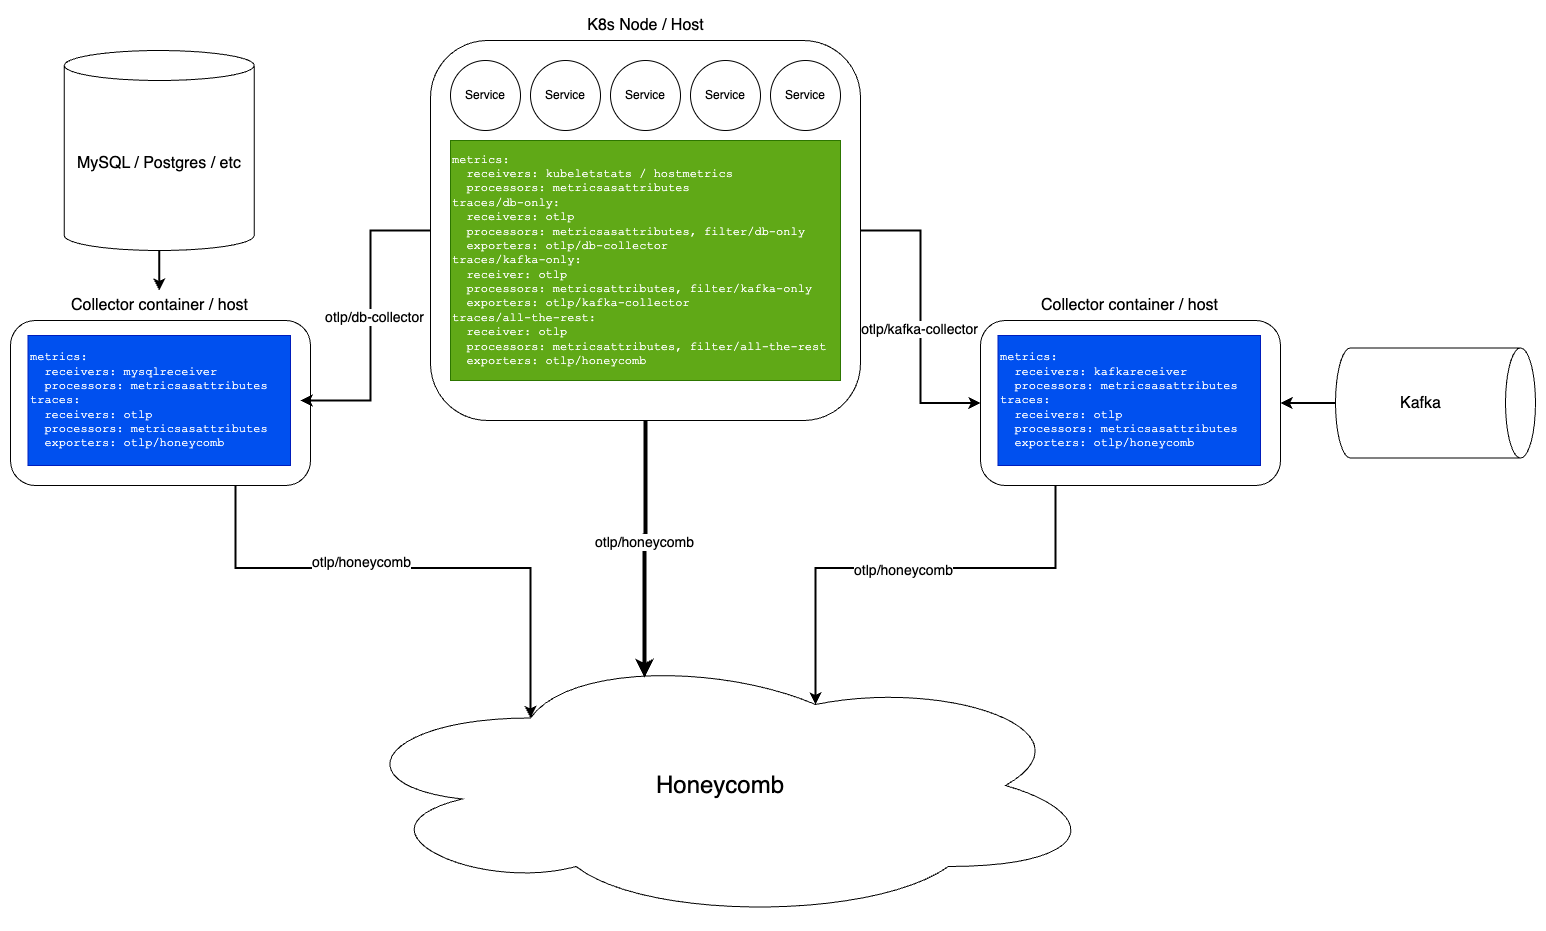 K8s Node / Host
Service Service Service Service Service
metrics:
receivers: kubeletstats / hostmetrics
processors: metricsasattributes
traces/db-only:
receivers: otlp
processors: metricsasattributes, filter/db-only
exporters: otlp/db-collector
traces/kafka-only:
receiver: otlp
processors: metricsattributes, filter/kafka-only
exporters: otlp/kafka-collector
traces/all-the-rest:
receiver: otlp
processors: metricsattributes, filter/all-the-rest
exporters: otlp/honeycomb
MySQL / Postgres / etc
Collector container / host
metrics:
receivers: mysqlreceiver
processors: metricsasattributes
traces:
receivers: otlp
processors: metricsasattributes
exporters: otlp/honeycomb
otlp/db-collector
otlp/kafka-collector
Collector container / host
metrics:
receivers: kafkareceiver
processors: metricsasattributes
traces:
receivers: otlp
processors: metricsasattributes
exporters: otlp/honeycomb
Kafka
otlp/honeycomb
otlp/honeycomb
otlp/honeycomb
Honeycomb